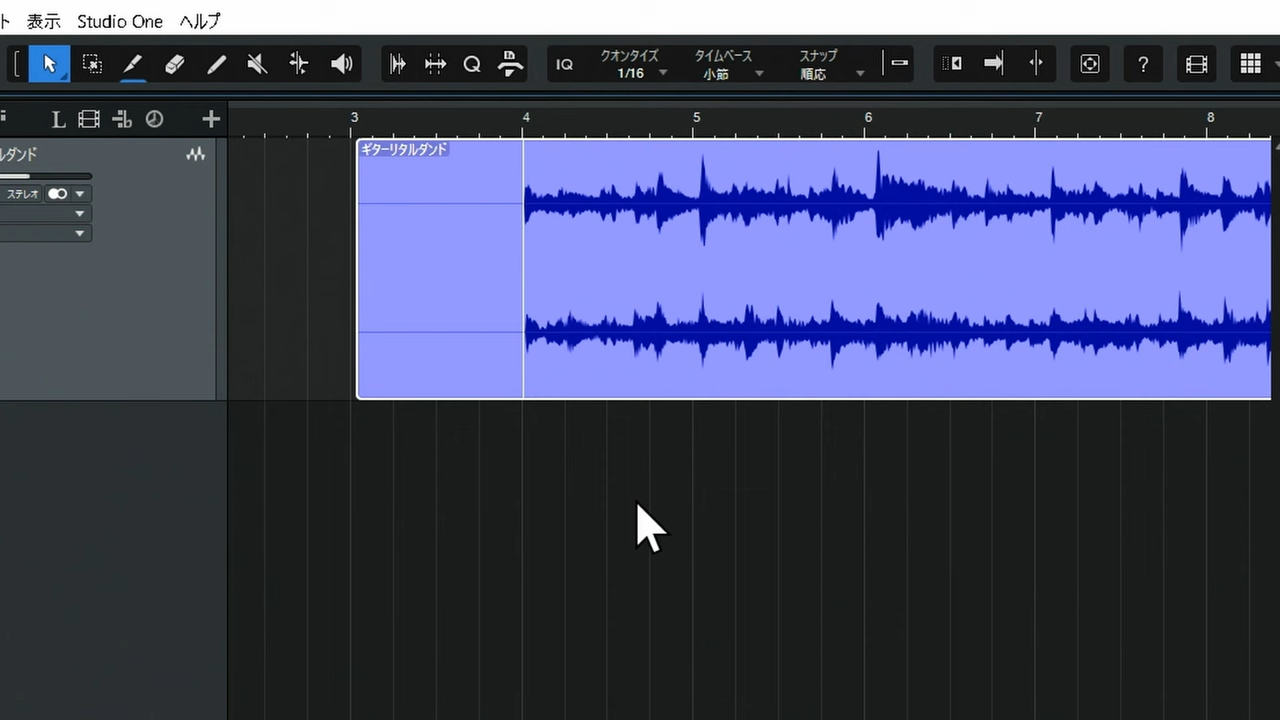 ト 表示 Studio One ヘルプ
IQ クオンタイズ 1/16 タイムベース 小節 スナップ 順応
3 4 5 6 7 8
ルダンド
ギターリタルダンド
ステレオ